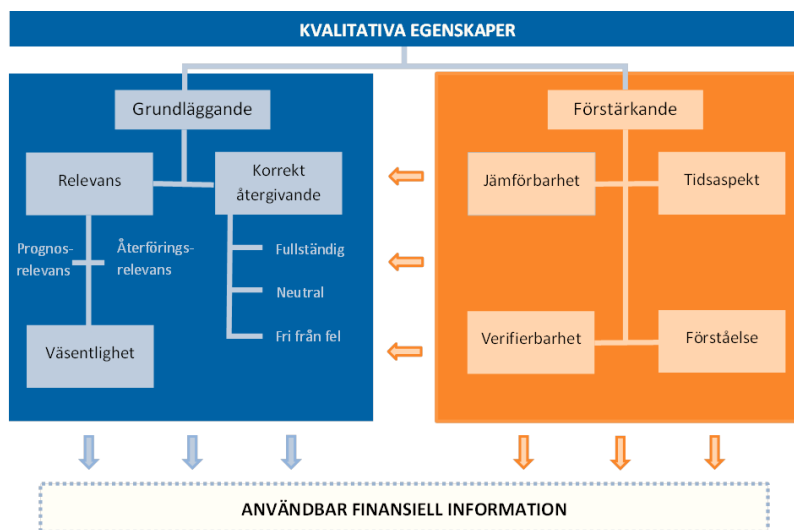 KVALITATIVA EGENSKAPER
Grundläggande
Förstärkande
Relevans
Korrekt
återgivande
Jämförbarhet
Tidsaspekt
Prognos-
relevans
Återförings-
relevans
Fullständig
Neutral
Fri från fel
Väsentlighet
Verifierbarhet
Förståelse
ANVÄNDBAR FINANSIELL INFORMATION